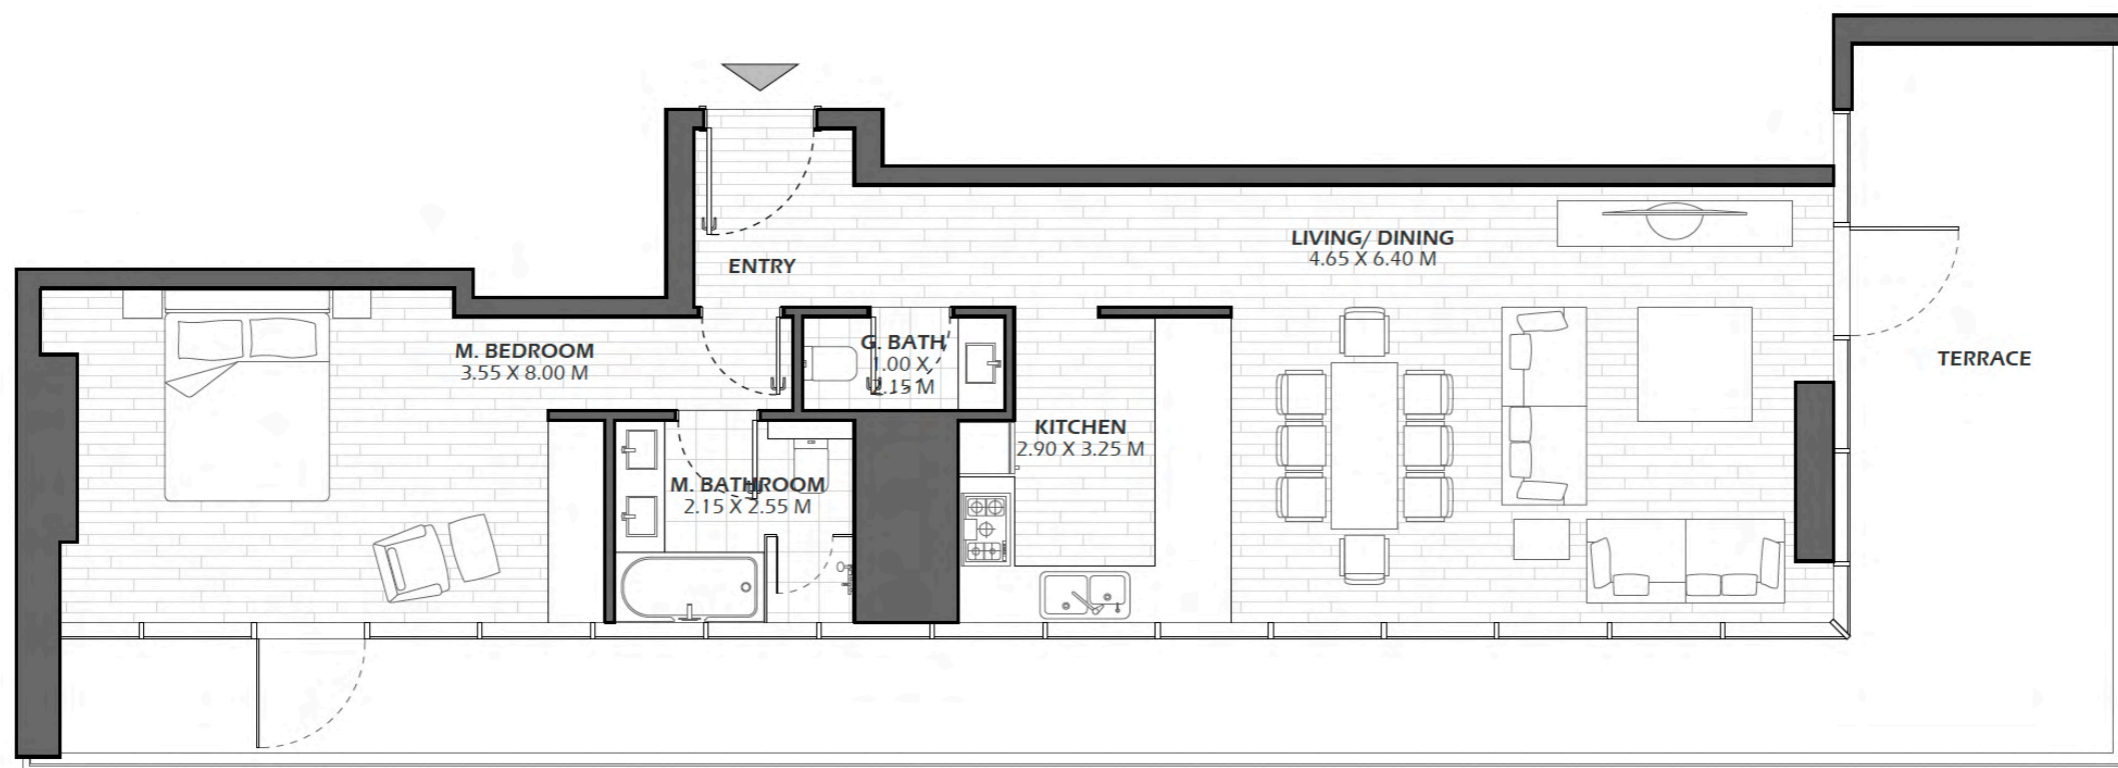 ENTRY
LIVING/ DINING
4.65 X 6.40 M
M. BEDROOM
3.55 X 8.00 M
G. BATH
1.00 X
2.15 M
TERRACE
KITCHEN
2.90 X 3.25 M
M. BATHROOM
2.15 X 2.55 M